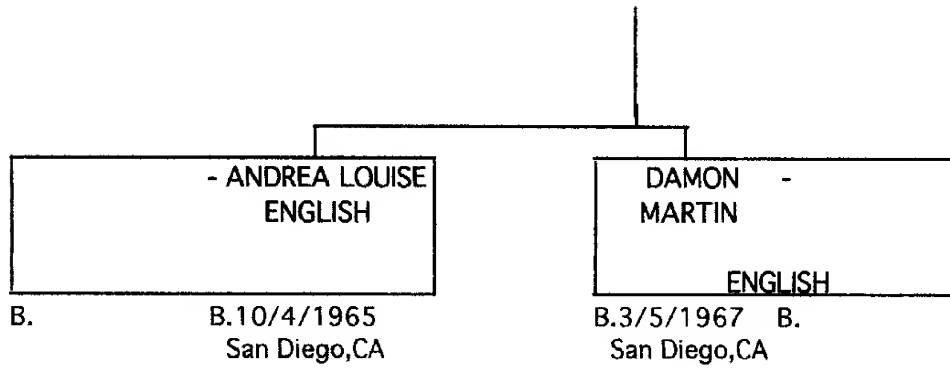 - ANDREA LOUISE
ENGLISH
B. B.10/4/1965
San Diego,CA
DAMON -
MARTIN
ENGLISH
B.3/5/1967 B.
San Diego,CA